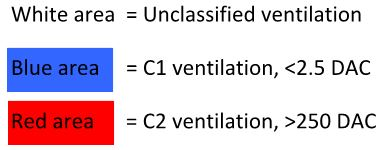 White area = Unclassified ventilation
Blue area = C1 ventilation, <2.5 DAC
Red area = C2 ventilation, >250 DAC